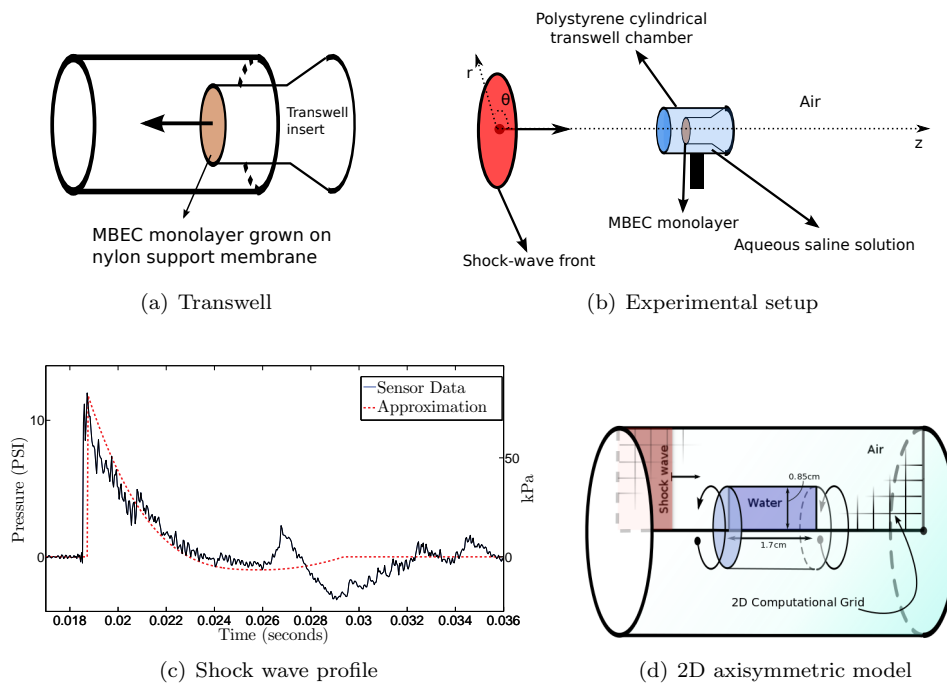 Transwell
insert
MBEC monolayer grown on
nylon support membrane
(a) Transwell
Polystyrene cylindrical
transwell chamber
r
θ
Air
z
MBEC monolayer
Aqueous saline solution
Shock-wave front
(b) Experimental setup
Sensor Data
Approximation
10
0
50
0
Pressure (PSI)
kPa
0.018 0.02 0.022 0.024 0.026 0.028 0.03 0.032 0.034 0.036
Time (seconds)
(c) Shock wave profile
Shock wave
Air
0.85cm
Water
1.7cm
2D Computational Grid
(d) 2D axisymmetric model